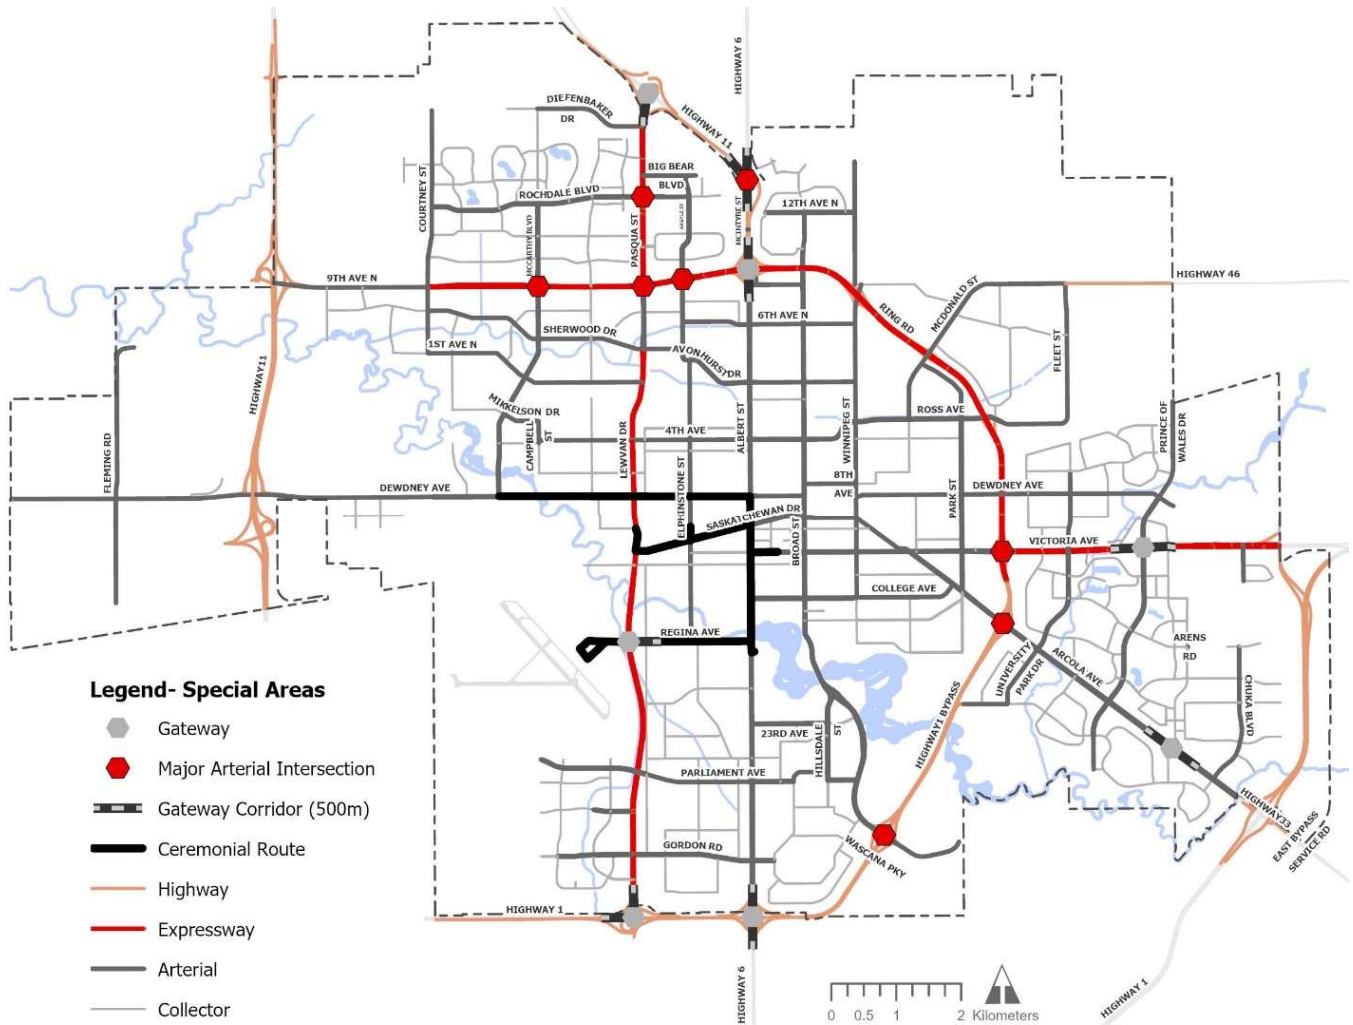 HIGHWAY 6
DIEFENBAKER
DR
HIGHWAY 11
BIG BEAR
BLVD
COURTNEY ST
ROCHDALE BLVD
ARGYLE ST
12TH AVE N
MCCARTHY BLVD
PASQUA ST
MCINTYRE ST
9TH AVE N
HIGHWAY 46
RING RD
MCDONALD ST
SHERWOOD DR
6TH AVE N
1ST AVE N
AVONHURST DR
FLEET ST
HIGHWAY11
MIKKELSON DR
CAMPBELL
ST
LEWVAN DR
4TH AVE
ALBERT ST
WINNIPEG ST
ROSS AVE
PRINCE OF
WALES DR
FLEMING RD
DEWDNEY AVE
ELPHINSTONE ST
8TH
AVE
PARK ST
DEWDNEY AVE
SASKATCHEWAN DR
BROAD ST
VICTORIA AVE
COLLEGE AVE
REGINA AVE
UNIVERSITY
PARK DR
ARCOLA AVE
ARENS
RD
CHUKA BLVD
HIGHWAY1 BYPASS
23RD AVE
HILLSDALE
ST
PARLIAMENT AVE
HIGHWAY33
EAST BYPASS
SERVICE RD
GORDON RD
WASCANA PKY
HIGHWAY 1
HIGHWAY 6
HIGHWAY 1
Legend- Special Areas
Gateway
Major Arterial Intersection
Gateway Corridor (500m)
Ceremonial Route
Highway
Expressway
Arterial
Collector
0 0.5 1 2 Kilometers